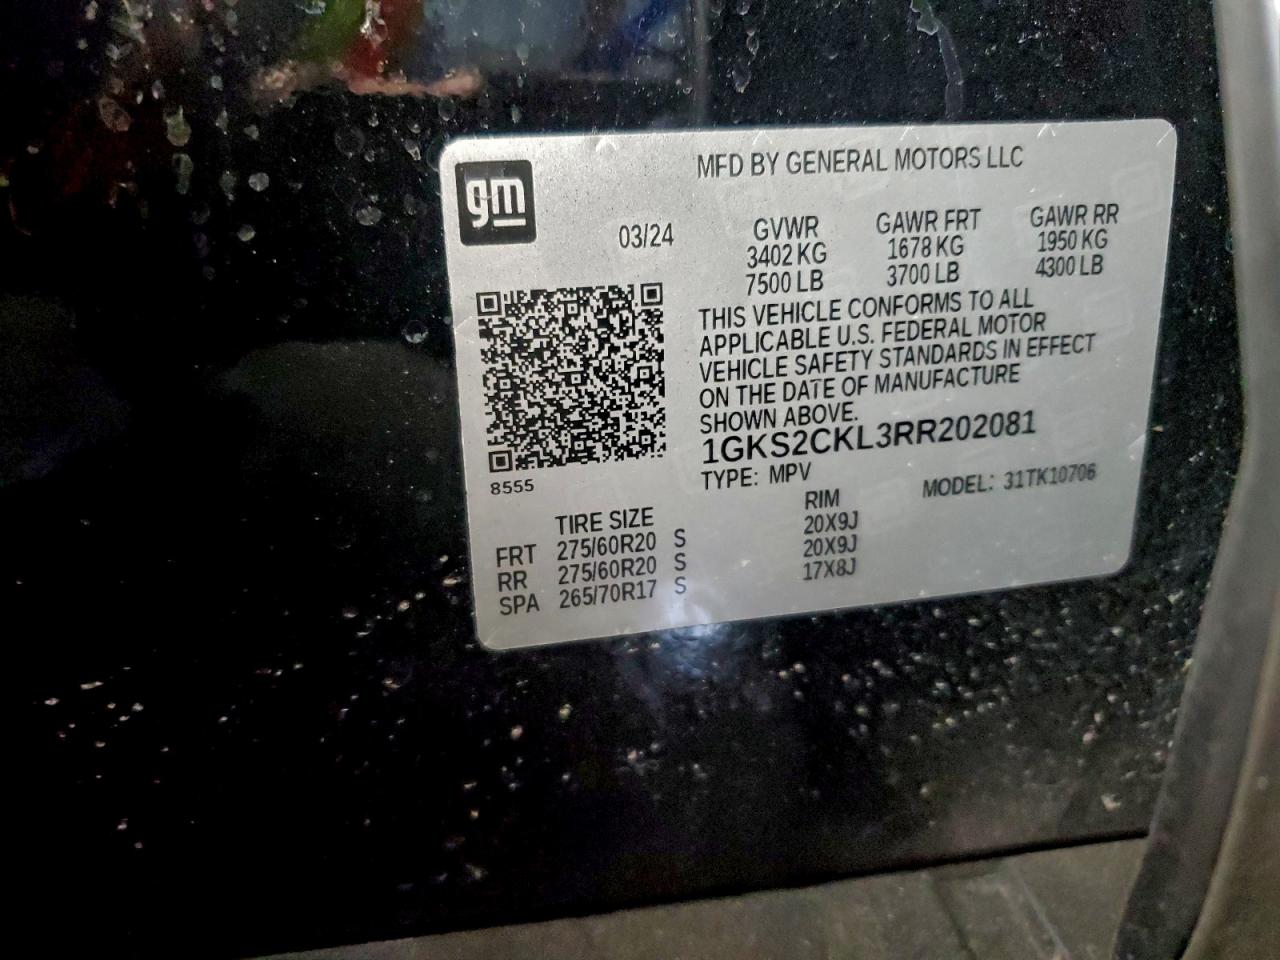 gm
MFD BY GENERAL MOTORS LLC
03/24
GVWR GAWR FRT GAWR RR
3402 KG 1678 KG 1950 KG
7500 LB 3700 LB 4300 LB
THIS VEHICLE CONFORMS TO ALL
APPLICABLE U.S. FEDERAL MOTOR
VEHICLE SAFETY STANDARDS IN EFFECT
ON THE DATE OF MANUFACTURE
SHOWN ABOVE.
1GKS2CKL3RR202081
8555
TYPE: MPV MODEL: 31TK10706
TIRE SIZE RIM
FRT 275/60R20 S 20X9J
RR 275/60R20 S 20X9J
SPA 265/70R17 S 17X8J